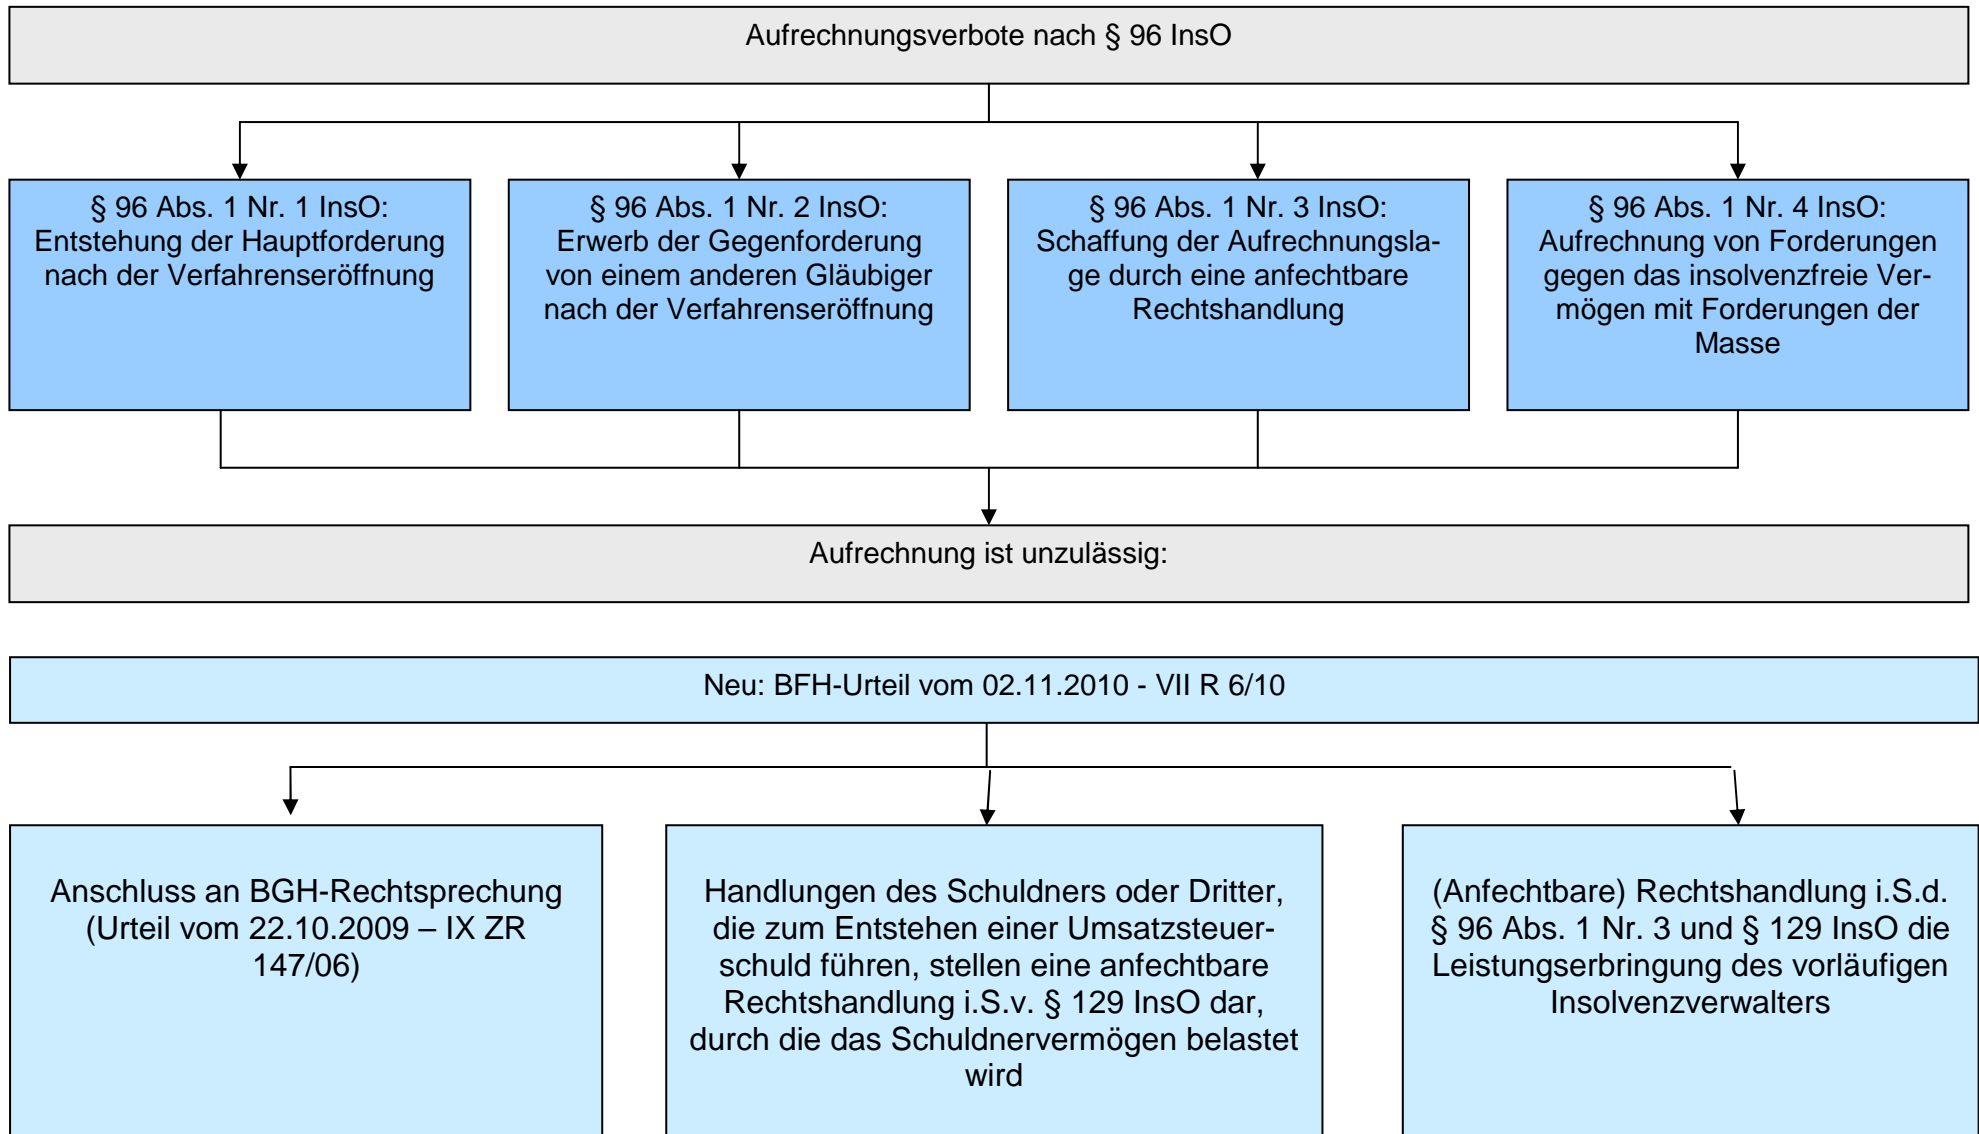 Aufrechnungsverbote nach § 96 InsO
§ 96 Abs. 1 Nr. 1 InsO:
Entstehung der Hauptforderung
nach der Verfahrenseröffnung
§ 96 Abs. 1 Nr. 2 InsO:
Erwerb der Gegenforderung
von einem anderen Gläubiger
nach der Verfahrenseröffnung
§ 96 Abs. 1 Nr. 3 InsO:
Schaffung der Aufrechnungsla-
ge durch eine anfechtbare
Rechtshandlung
§ 96 Abs. 1 Nr. 4 InsO:
Aufrechnung von Forderungen
gegen das insolvenzfreie Ver-
mögen mit Forderungen der
Masse
Aufrechnung ist unzulässig:
Neu: BFH-Urteil vom 02.11.2010 - VII R 6/10
Anschluss an BGH-Rechtsprechung
(Urteil vom 22.10.2009 – IX ZR
147/06)
Handlungen des Schuldners oder Dritter,
die zum Entstehen einer Umsatzsteuer-
schuld führen, stellen eine anfechtbare
Rechtshandlung i.S.v. § 129 InsO dar,
durch die das Schuldnervermögen belastet
wird
(Anfechtbare) Rechtshandlung i.S.d.
§ 96 Abs. 1 Nr. 3 und § 129 InsO die
Leistungserbringung des vorläufigen
Insolvenzverwalters